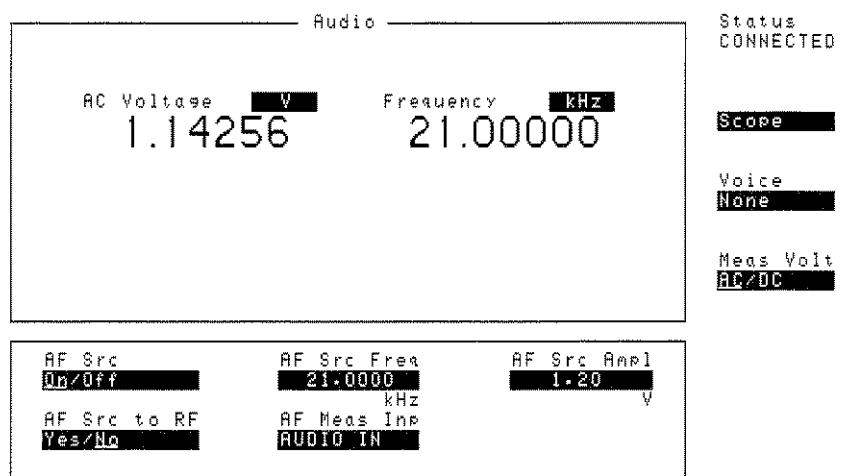 Audio
Status
CONNECTED
AC Voltage V
Frequency kHz
1.14256
21.00000
Scope
Voice
None
Meas Volt
AC/DC
AF Src
On/Off
AF Src Freq
21.0000
kHz
AF Src Ampl
1.20
V
AF Src to RF
Yes/No
AF Meas Inp
AUDIO IN